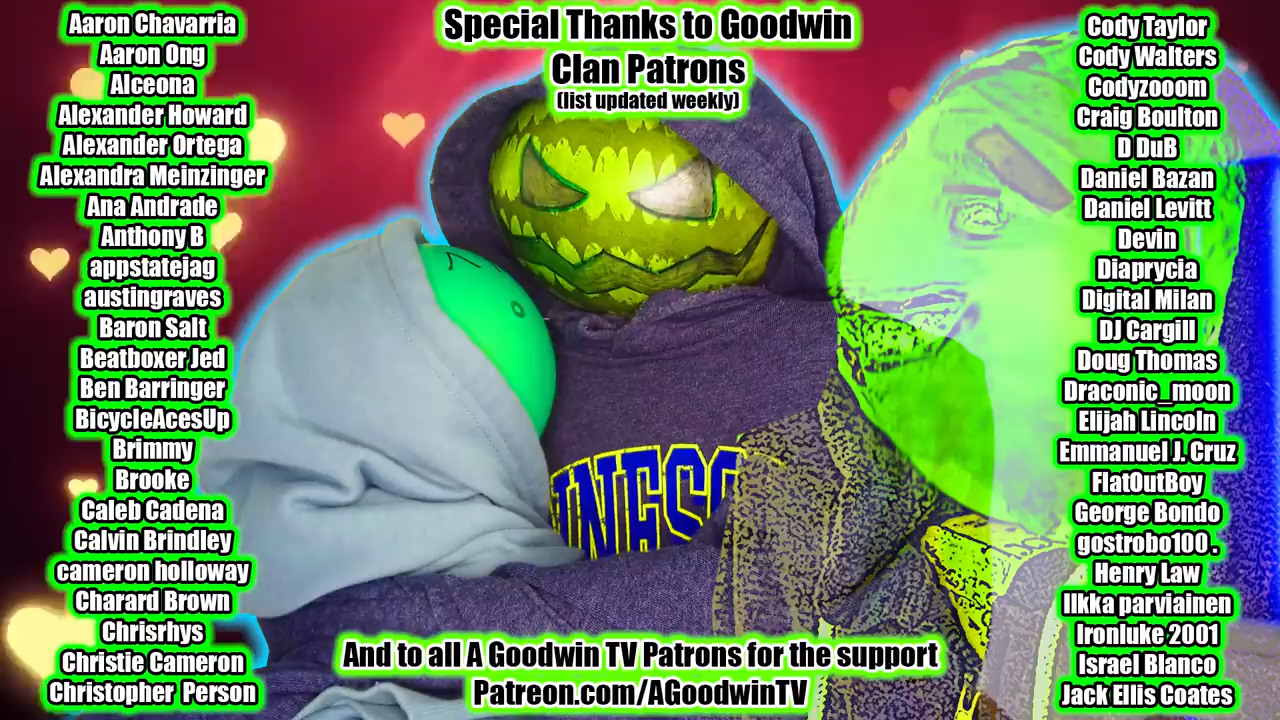 Special Thanks to Goodwin
Clan Patrons
(list updated weekly)
Aaron Chavarria
Aaron Ong
Alceona
Alexander Howard
Alexander Ortega
Alexandra Meinzinger
Ana Andrade
Anthony B
appstatejag
austingraves
Baron Salt
Beatboxer Jed
Ben Barringer
BicycleAcesUp
Brimmy
Brooke
Caleb Cadena
Calvin Brindley
cameron holloway
Charard Brown
Chrisrhys
Christie Cameron
Christopher Person
Cody Taylor
Cody Walters
Codyzooom
Craig Boulton
D DuB
Daniel Bazan
Daniel Levitt
Devin
Diaprycia
Digital Milan
DJ Cargill
Doug Thomas
Draconic_moon
Elijah Lincoln
Emmanuel J. Cruz
FlatOutBoy
George Bondo
gostrobo100 .
Henry Law
Ilkka parviainen
Ironluke 2001
Israel Blanco
Jack Ellis Coates
INESO
And to all A Goodwin TV Patrons for the support
Patreon.com/AGoodwinTV